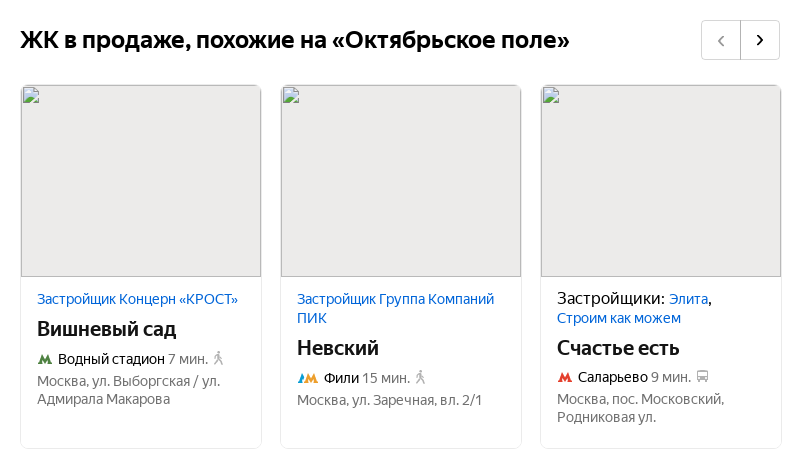 ЖК в продаже, похожие на «Октябрьское поле»
Застройщик Концерн «КРОСТ»
Вишневый сад
Водный стадион 7 мин.
Москва, ул. Выборгская / ул.
Адмирала Макарова
Застройщик Группа Компаний
ПИК
Невский
Фили 15 мин.
Москва, ул. Заречная, вл. 2/1
Застройщики: Элита,
Строим как можем
Счастье есть
Саларьево 9 мин.
Москва, пос. Московский,
Родниковая ул.